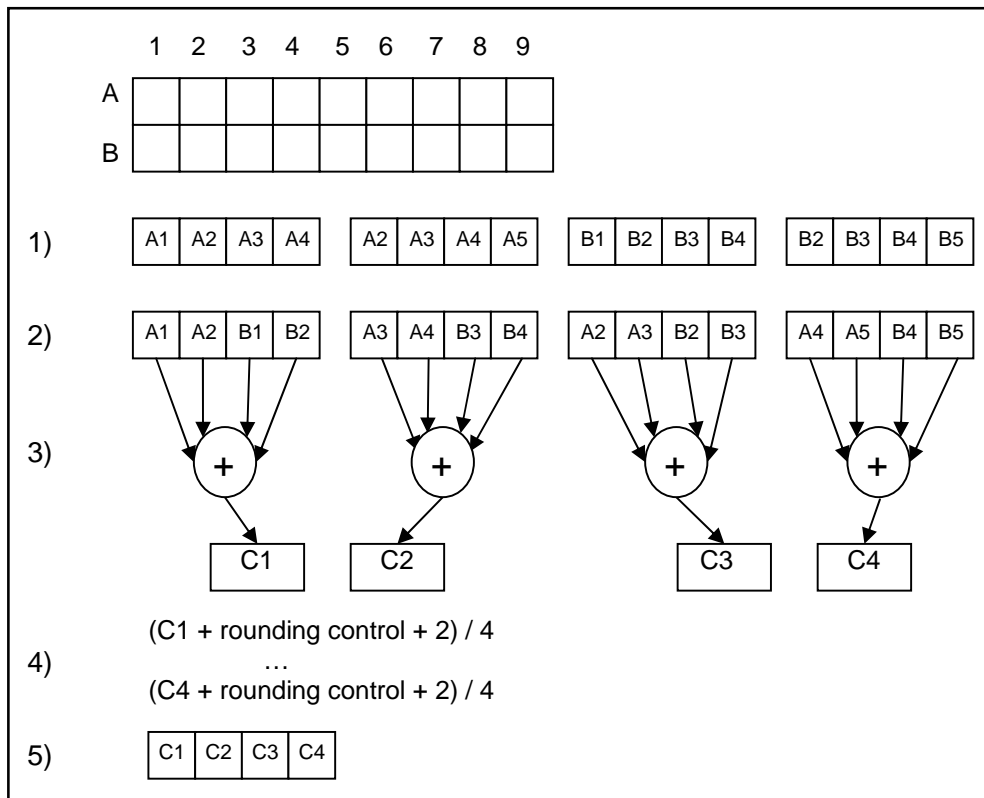 1 2 3 4 5 6 7 8 9
A
B
1) A1 A2 A3 A4 A2 A3 A4 A5 B1 B2 B3 B4 B2 B3 B4 B5
2) A1 A2 B1 B2 A3 A4 B3 B4 A2 A3 B2 B3 A4 A5 B4 B5
3) + + + +
C1 C2 C3 C4
(C1 + rounding control + 2) / 4
4) …
(C4 + rounding control + 2) / 4
5) C1 C2 C3 C4